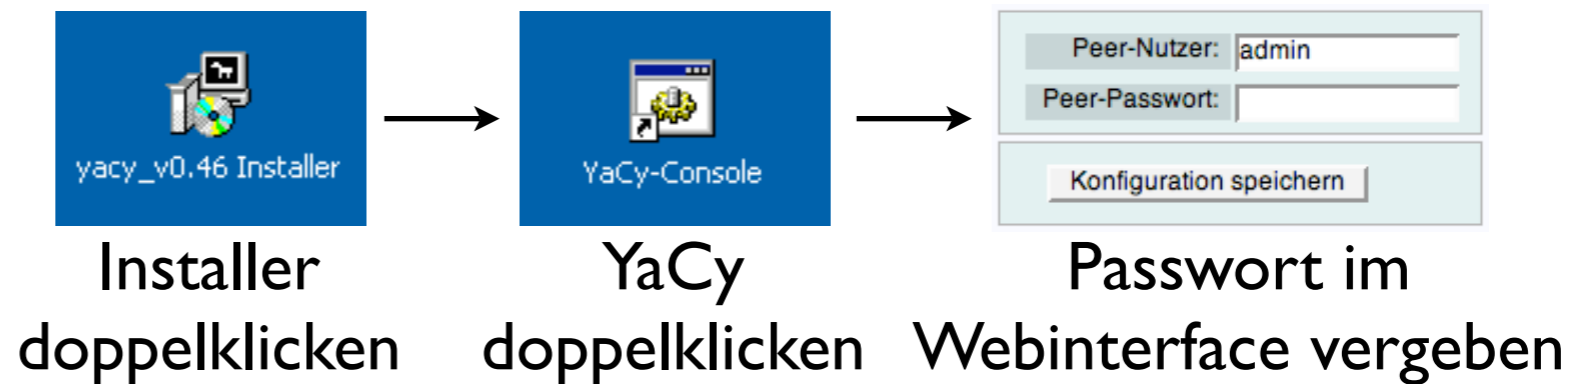 yacy_v0.46 Installer
Installer
doppelklicken
YaCy-Console
YaCy
doppelklicken
Peer-Nutzer: admin
Peer-Passwort:
Konfiguration speichern
Passwort im
Webinterface vergeben